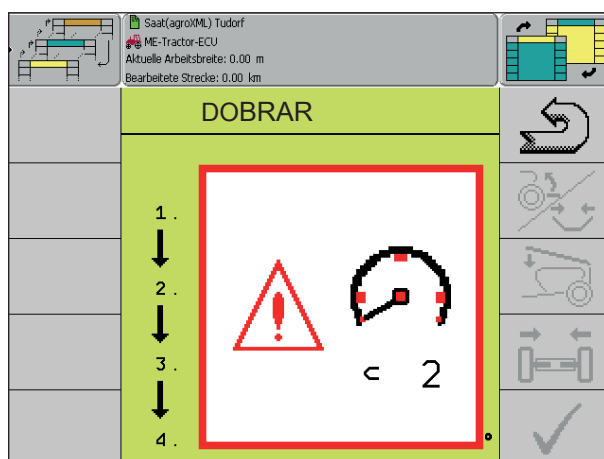 Saat(agroXML) Tudorf
ME-Tractor-ECU
Aktuelle Arbeitsbreite: 0.00 m
Bearbeitete Strecke: 0.00 km
DOBRAR
1.
2.
3.
4.
< 2